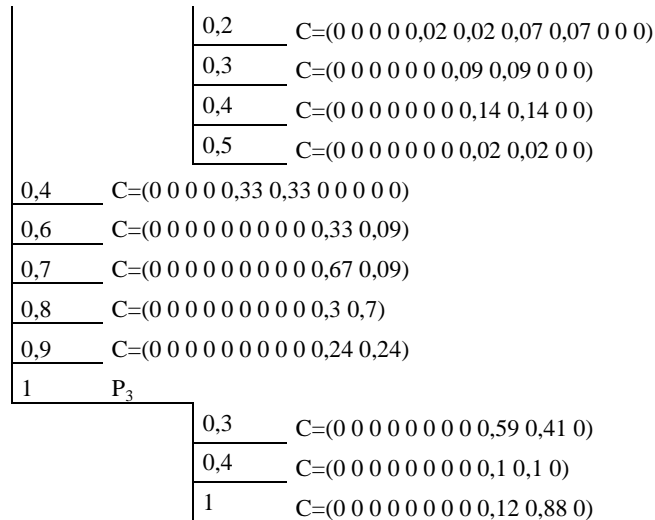 0,2 C=(0 0 0 0 0,02 0,02 0,07 0,07 0 0 0)
0,3 C=(0 0 0 0 0 0 0,09 0,09 0 0 0)
0,4 C=(0 0 0 0 0 0 0 0,14 0,14 0 0)
0,5 C=(0 0 0 0 0 0 0 0,02 0,02 0 0)
0,4 C=(0 0 0 0 0,33 0,33 0 0 0 0 0)
0,6 C=(0 0 0 0 0 0 0 0 0 0,33 0,09)
0,7 C=(0 0 0 0 0 0 0 0 0 0,67 0,09)
0,8 C=(0 0 0 0 0 0 0 0 0 0,3 0,7)
0,9 C=(0 0 0 0 0 0 0 0 0 0,24 0,24)
1 P₃
0,3 C=(0 0 0 0 0 0 0 0 0,59 0,41 0)
0,4 C=(0 0 0 0 0 0 0 0 0,1 0,1 0)
1 C=(0 0 0 0 0 0 0 0 0,12 0,88 0)